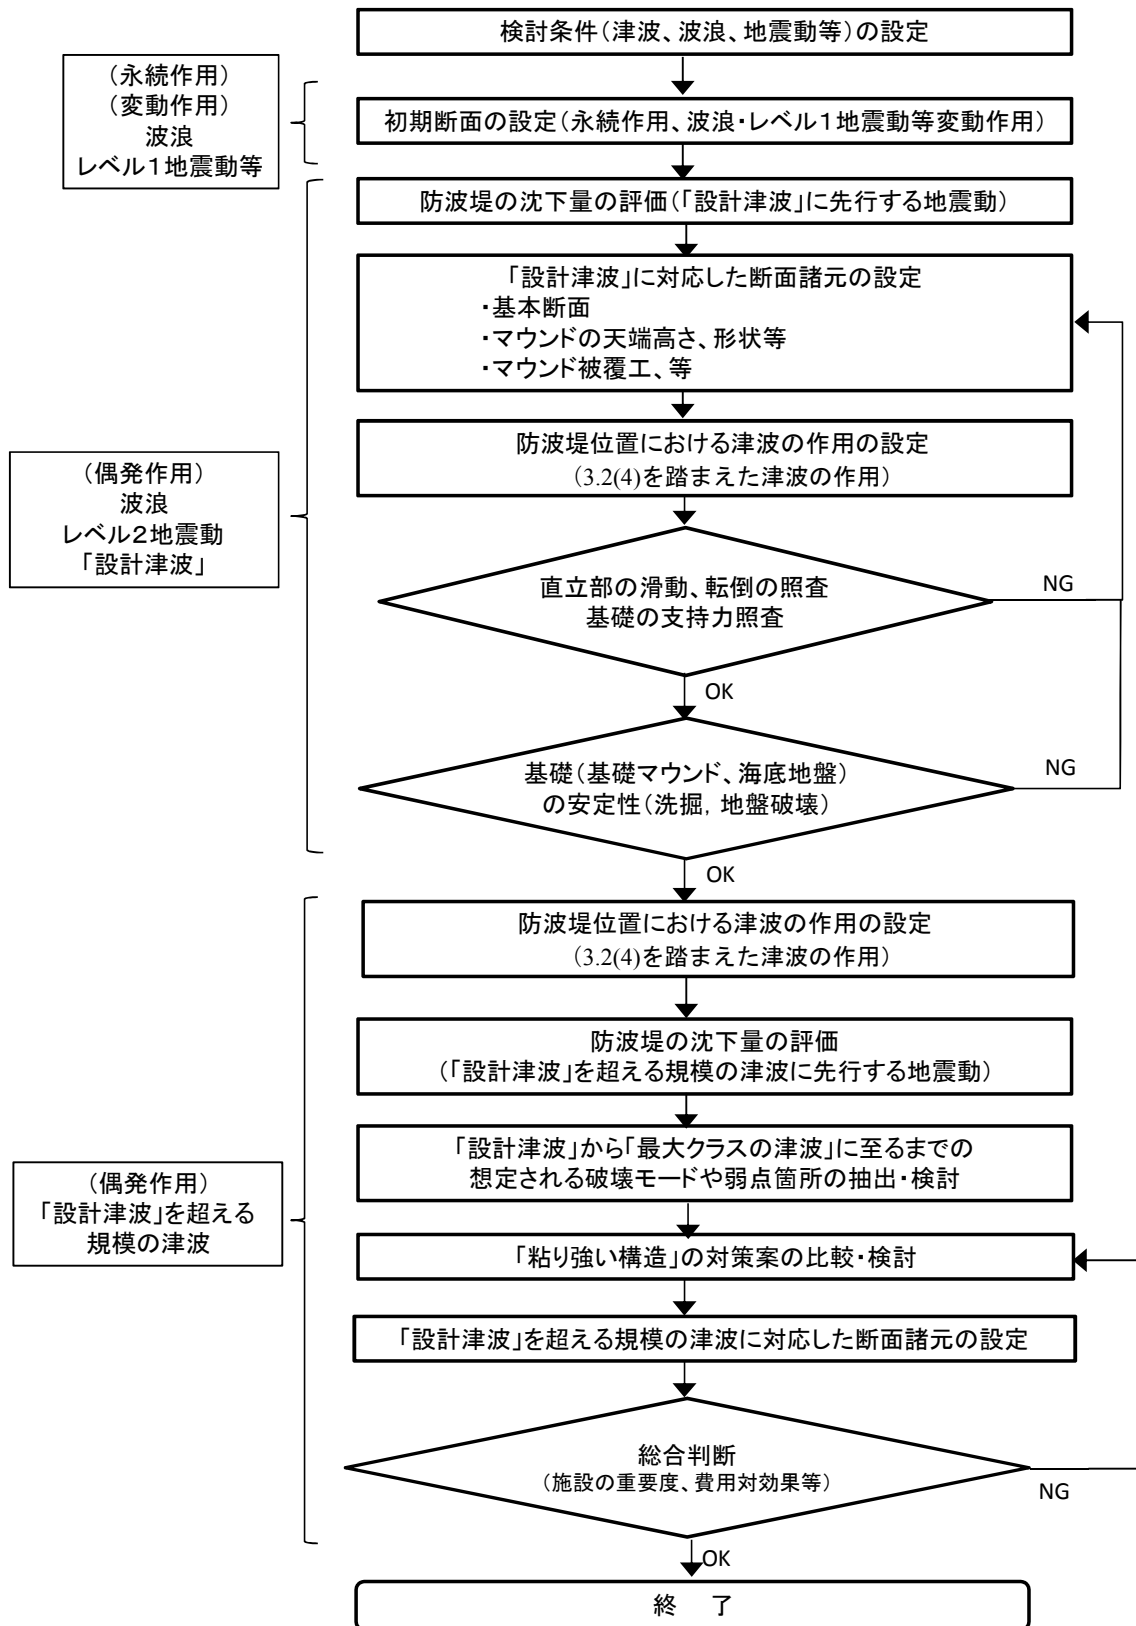 検討条件（津波、波浪、地震動等）の設定
（永続作用）
（変動作用）
波浪
レベル１地震動等
初期断面の設定（永続作用、波浪・レベル１地震動等変動作用）
防波堤の沈下量の評価（「設計津波」に先行する地震動）
「設計津波」に対応した断面諸元の設定
・基本断面
・マウンドの天端高さ、形状等
・マウンド被覆工、等
防波堤位置における津波の作用の設定
（3.2(4)を踏まえた津波の作用）
（偶発作用）
波浪
レベル２地震動
「設計津波」
直立部の滑動、転倒の照査
基礎の支持力照査
NG
OK
基礎（基礎マウンド、海底地盤）
の安定性（洗掘，地盤破壊）
NG
OK
防波堤位置における津波の作用の設定
（3.2(4)を踏まえた津波の作用）
防波堤の沈下量の評価
（「設計津波」を超える規模の津波に先行する地震動）
「設計津波」から「最大クラスの津波」に至るまでの
想定される破壊モードや弱点箇所の抽出・検討
（偶発作用）
「設計津波」を超える
規模の津波
「粘り強い構造」の対策案の比較・検討
「設計津波」を超える規模の津波に対応した断面諸元の設定
総合判断
（施設の重要度、費用対効果等）
NG
OK
終　了